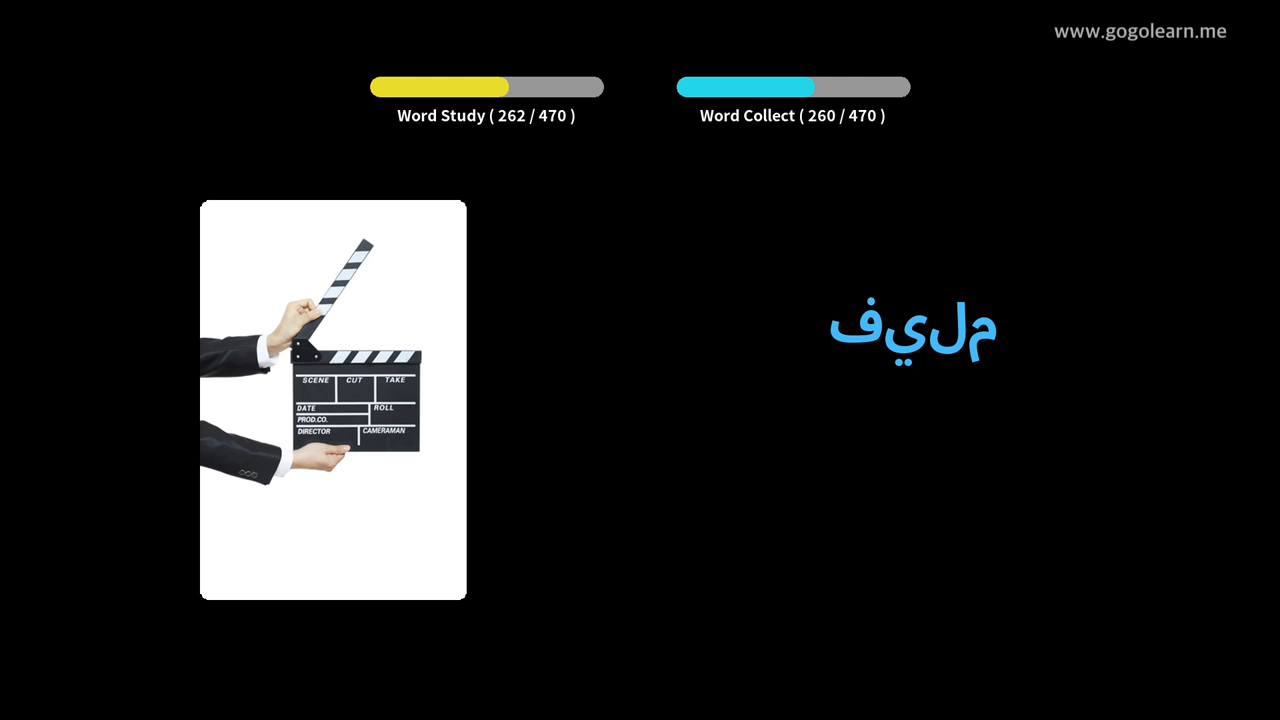 www.gogolearn.me
Word Study ( 262 / 470 )
Word Collect ( 260 / 470 )
SCENE CUT TAKE
DATE ROLL
PROD.CO.
DIRECTOR CAMERAMAN
فيلم